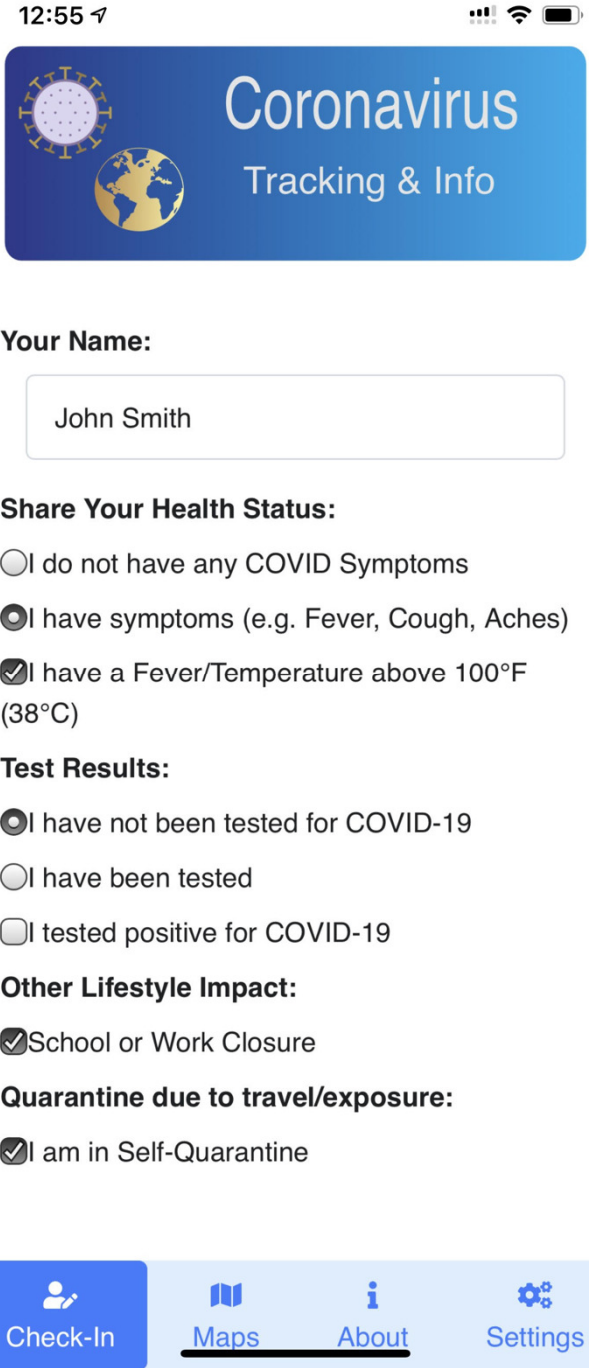 12:55
Coronavirus
Tracking & Info
Your Name:
John Smith
Share Your Health Status:
I do not have any COVID Symptoms
I have symptoms (e.g. Fever, Cough, Aches)
I have a Fever/Temperature above 100°F
(38°C)
Test Results:
I have not been tested for COVID-19
I have been tested
I tested positive for COVID-19
Other Lifestyle Impact:
School or Work Closure
Quarantine due to travel/exposure:
I am in Self-Quarantine
Check-In Maps About Settings